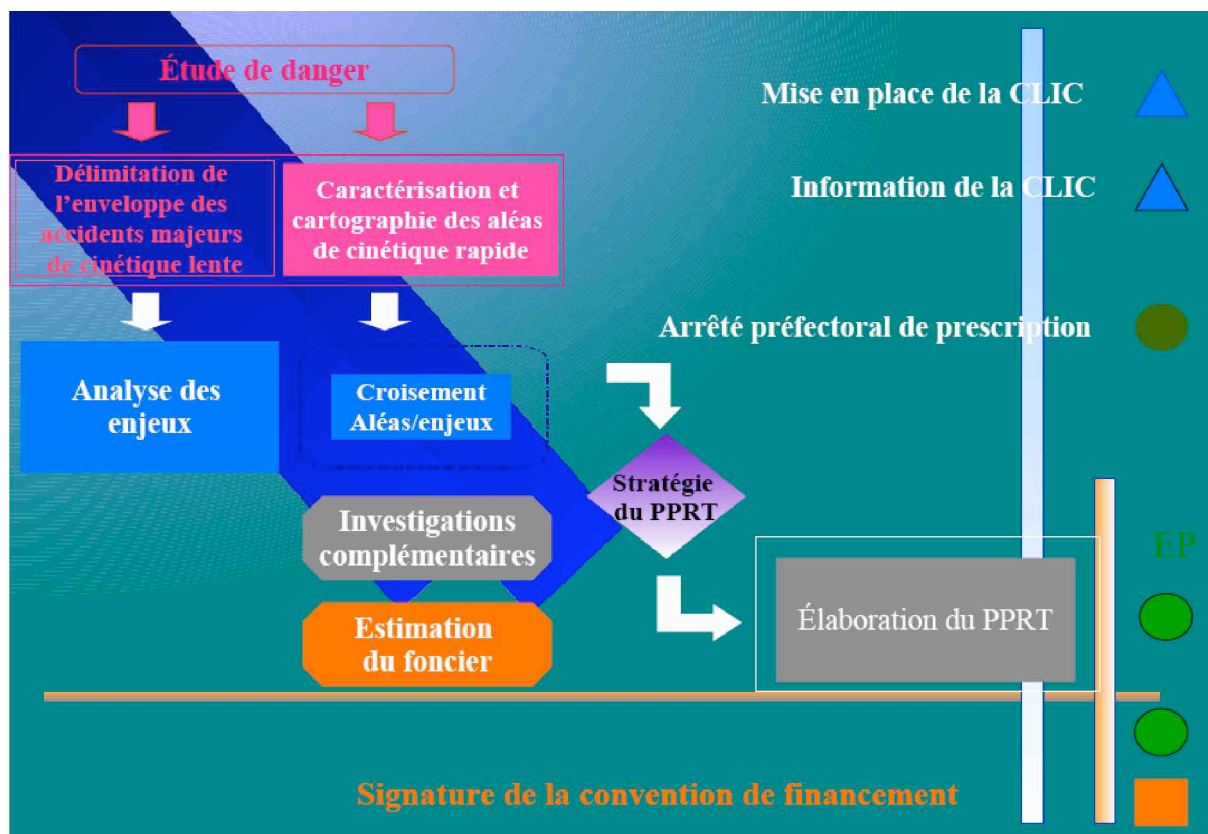 Étude de danger
Mise en place de la CLIC
Délimitation de
l’enveloppe des
accidents majeurs
de cinétique lente
Caractérisation et
cartographie des aléas
de cinétique rapide
Information de la CLIC
Arrêté préfectoral de prescription
Analyse des
enjeux
Croisement
Aléas/enjeux
Stratégie
du PPRT
Investigations
complémentaires
EP
Élaboration du PPRT
Estimation
du foncier
Signature de la convention de financement